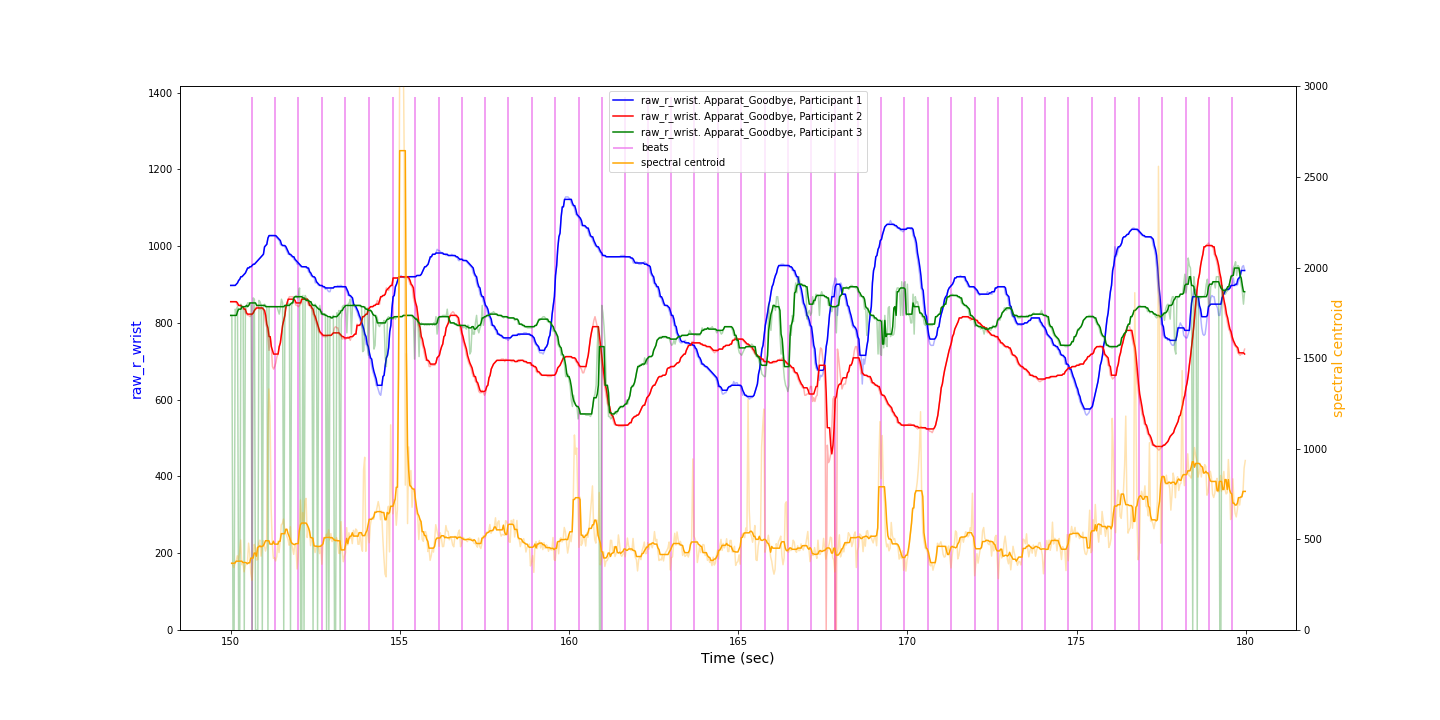 1400
1200
1000
800
600
400
200
0
raw_r_wrist
raw_r_wrist. Apparat_Goodbye, Participant 1
raw_r_wrist. Apparat_Goodbye, Participant 2
raw_r_wrist. Apparat_Goodbye, Participant 3
beats
spectral centroid
3000
2500
2000
1500
1000
500
0
spectral centroid
150 155 160 165 170 175 180
Time (sec)